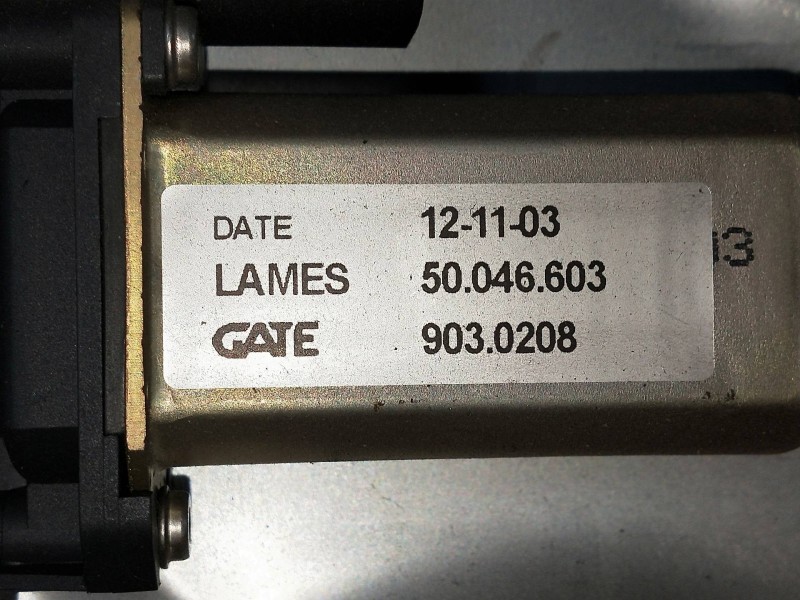 DATE 12-11-03
LAMES 50.046.603
GATE 903.0208